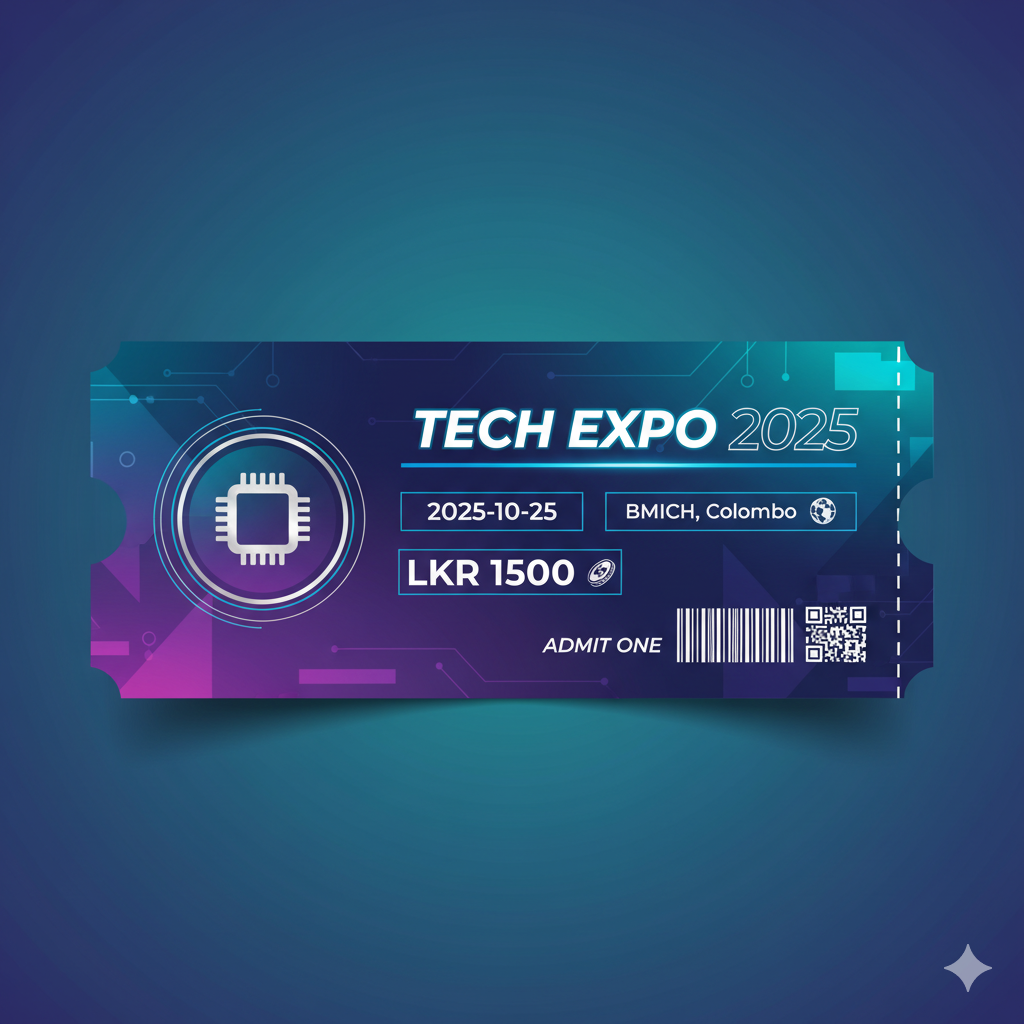 TECH EXPO 2025
2025-10-25
BMICH, Colombo
LKR 1500
ADMIT ONE